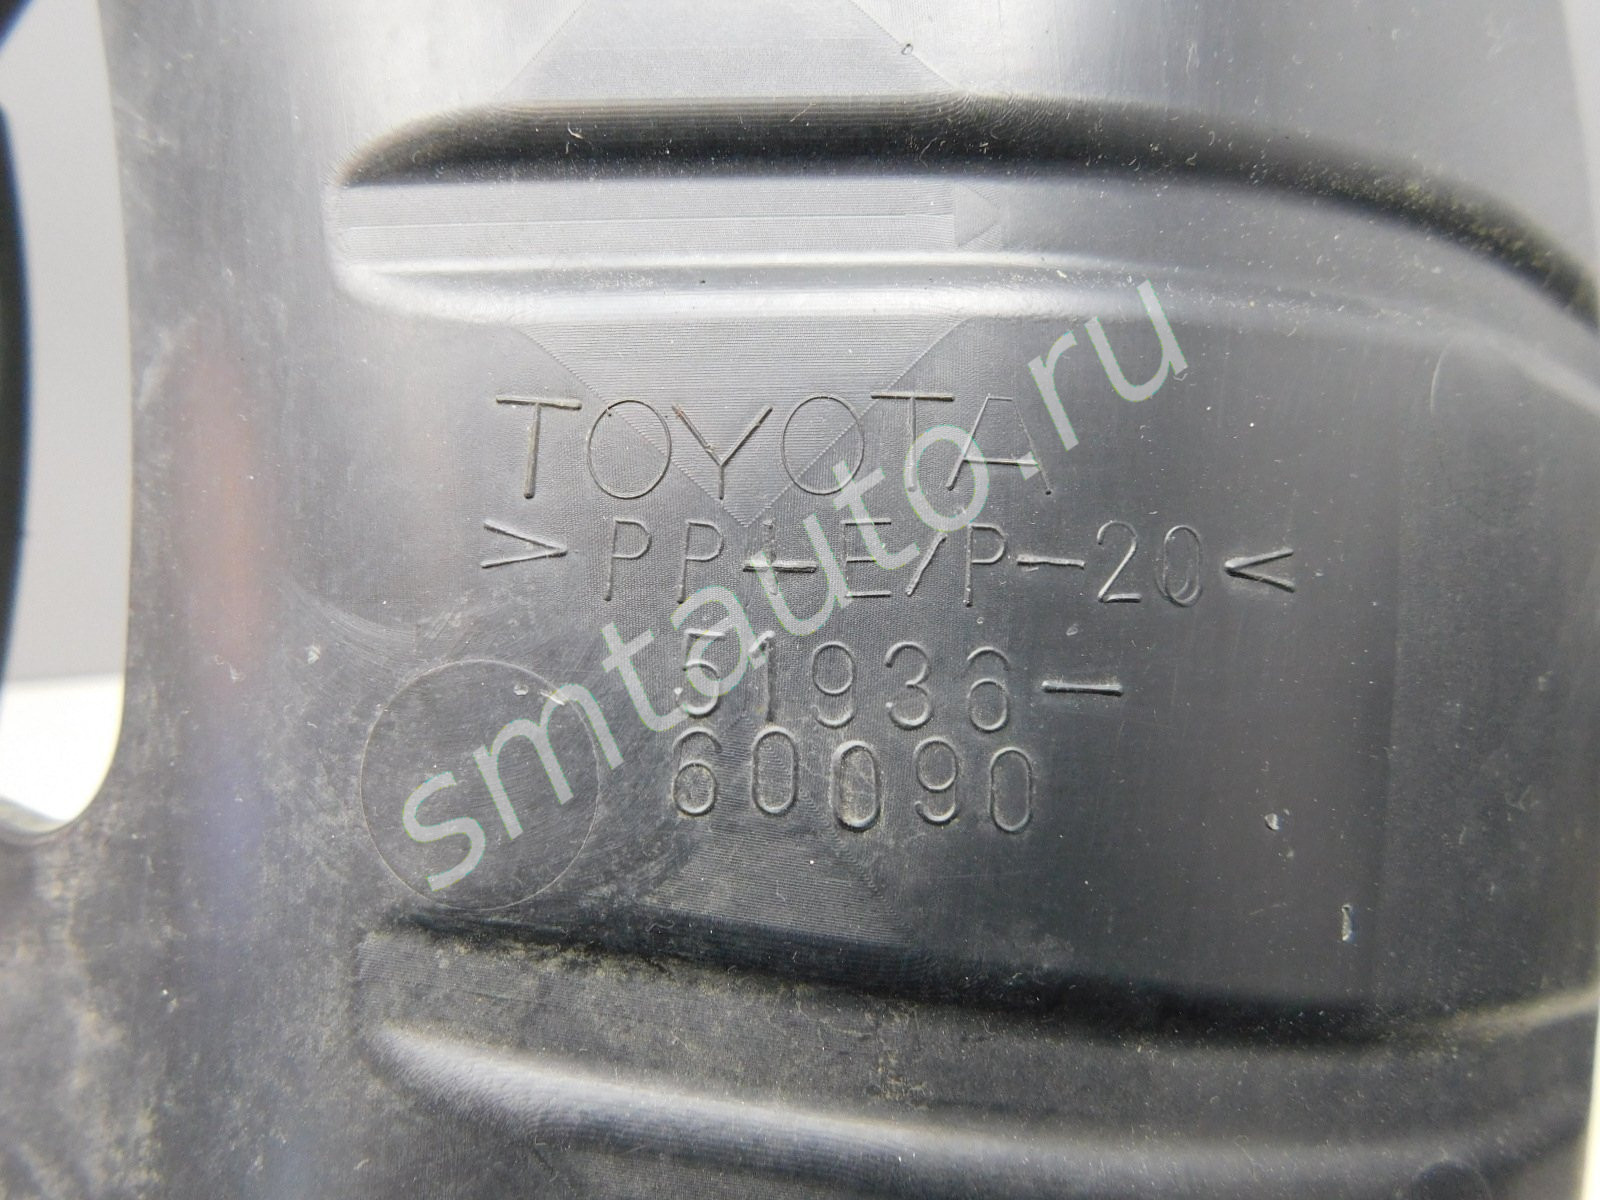 TOYOTA
>PP+E/P-20<
51936-
60090
smtauto.ru